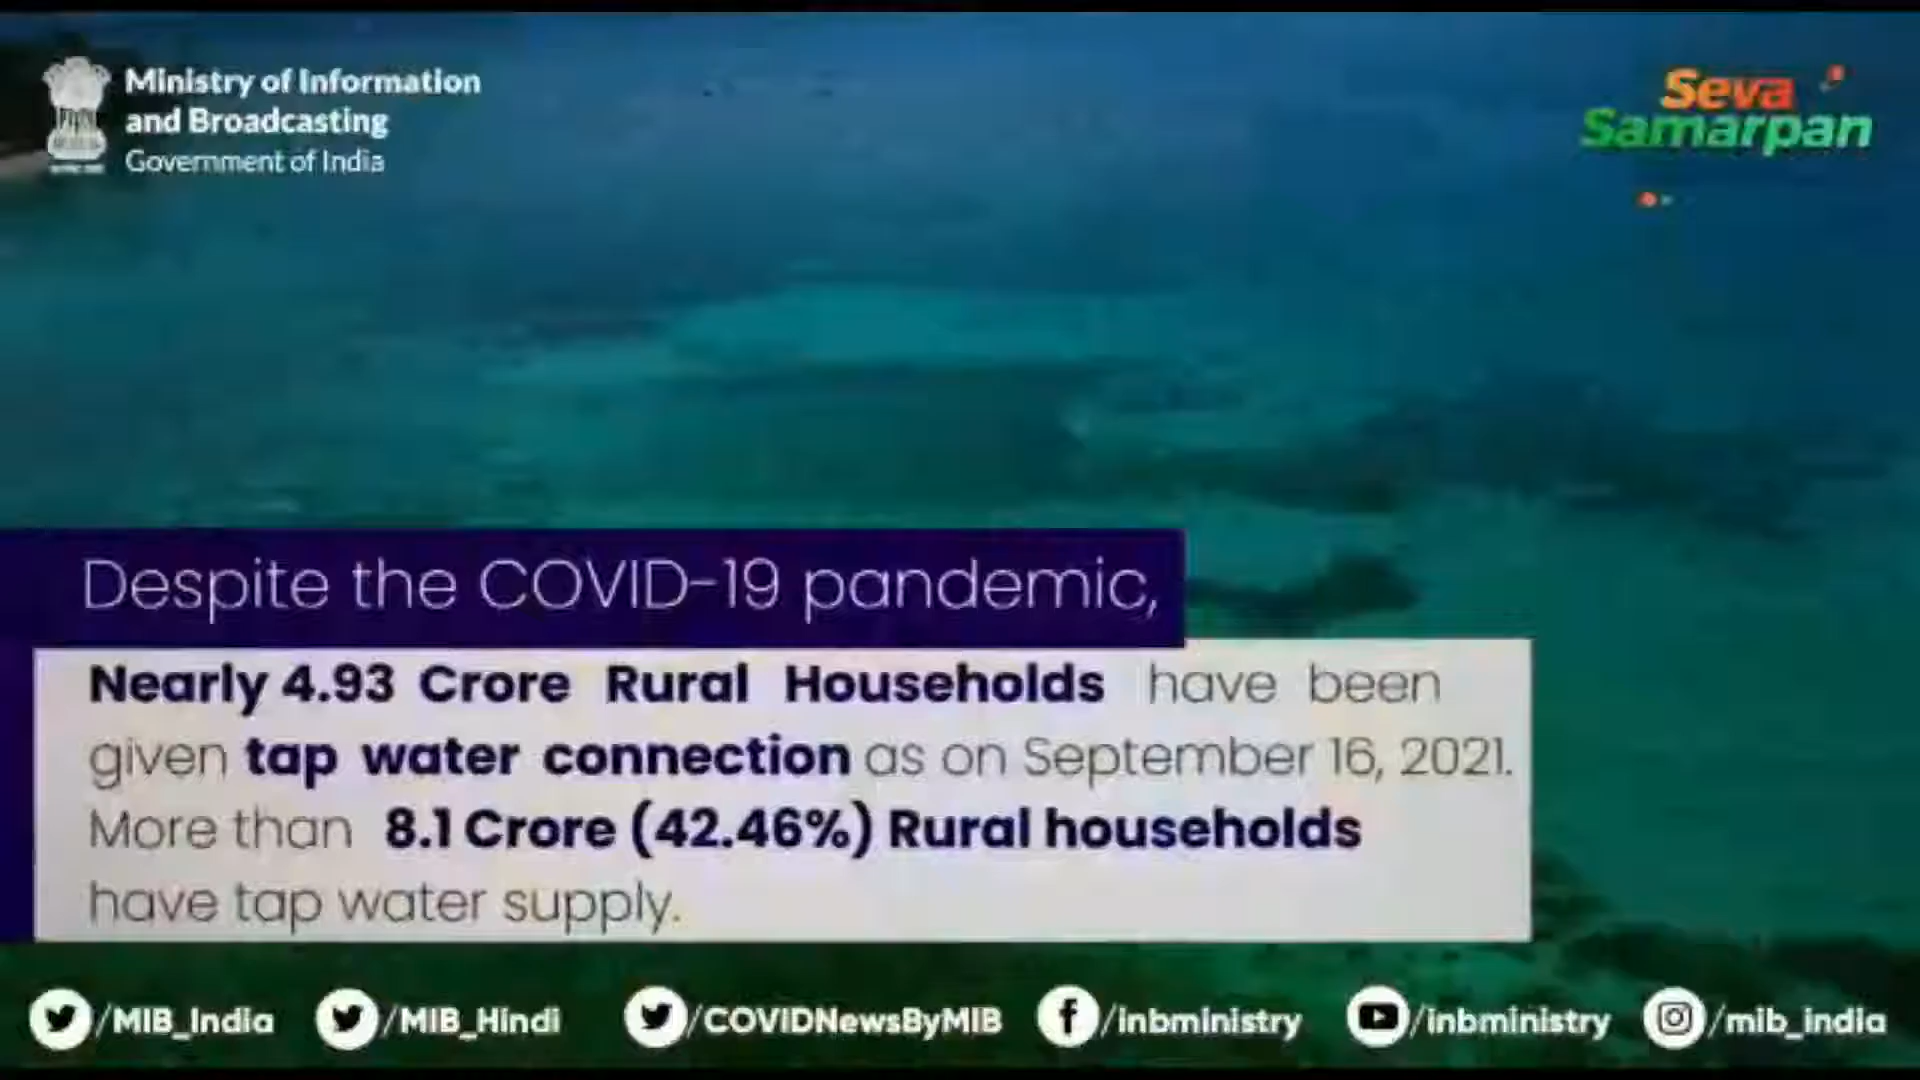 Ministry of Information
and Broadcasting
Government of India
Seva
Samarpan
Despite the COVID-19 pandemic,
Nearly 4.93 Crore Rural Households have been
given tap water connection as on September 16, 2021.
More than 8.1 Crore (42.46%) Rural households
have tap water supply.
/MIB_India /MIB_Hindi /COVIDNewsByMIB /inbministry /inbministry /mib_india